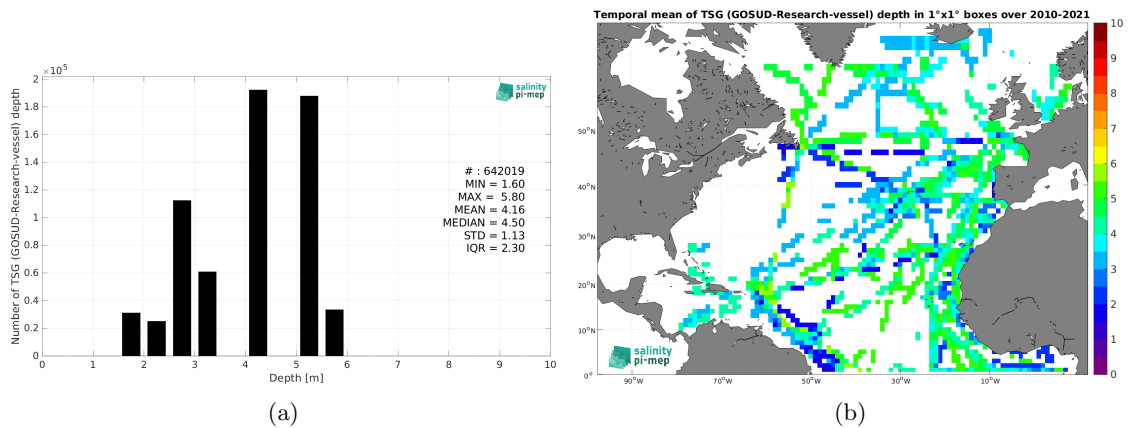 ×10⁵
2
1.8
1.6
1.4
1.2
1
0.8
0.6
0.4
0.2
0
Number of TSG (GOSUD-Research-vessel) depth
salinity
pi-mep
# : 642019
MIN = 1.60
MAX = 5.80
MEAN = 4.16
MEDIAN = 4.50
STD = 1.13
IQR = 2.30
0 1 2 3 4 5 6 7 8 9 10
Depth [m]
(a)
Temporal mean of TSG (GOSUD-Research-vessel) depth in 1°x1° boxes over 2010-2021
50°N
40°N
30°N
20°N
10°N
0°
90°W 70°W 50°W 30°W 10°W
salinity
pi-mep
10
9
8
7
6
5
4
3
2
1
0
(b)